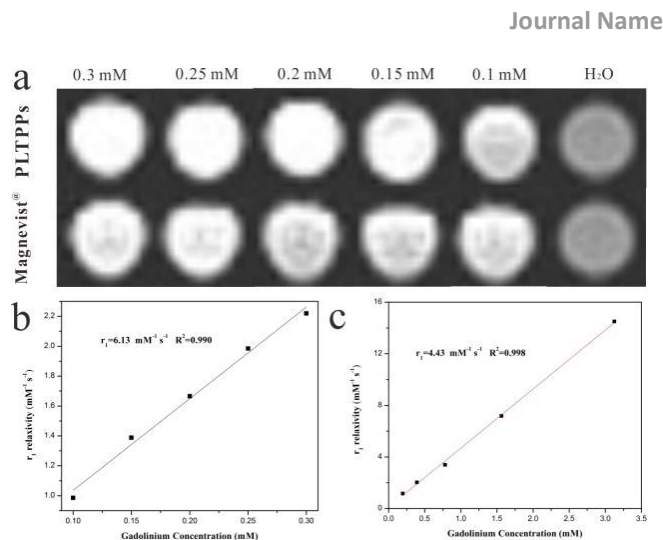 Journal Name
a
0.3 mM 0.25 mM 0.2 mM 0.15 mM 0.1 mM H₂O
PLTPPs
Magnevist®
b
r₁=6.13 mM⁻¹ s⁻¹ R²=0.990
r₁ relaxivity (mM⁻¹ s⁻¹)
2.2
2.0
1.8
1.6
1.4
1.2
1.0
0.10 0.15 0.20 0.25 0.30
Gadolinium Concentration (mM)
c
r₁=4.43 mM⁻¹ s⁻¹ R²=0.998
r₁ relaxivity (mM⁻¹ s⁻¹)
16
12
8
4
0
0.0 0.5 1.0 1.5 2.0 2.5 3.0 3.5
Gadolinium Concentration (mM)